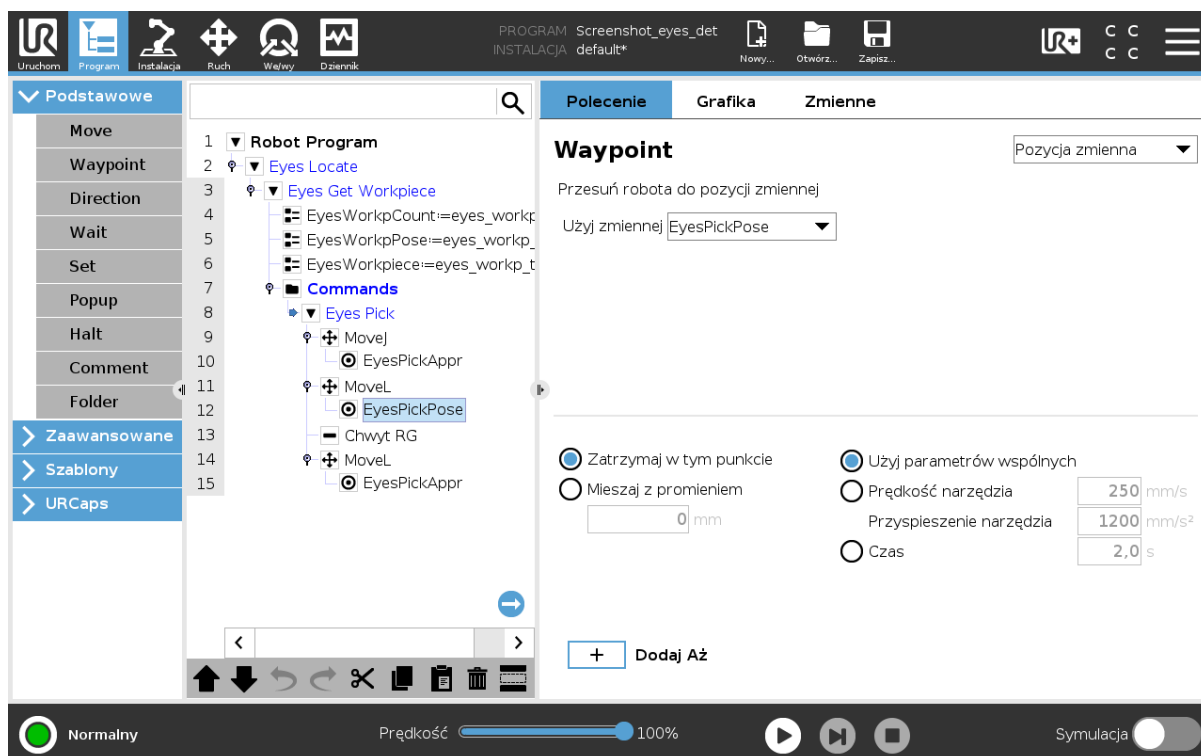 PROGRAM Screenshot_eyes_det
INSTALACJA default*
UR
UR+
C C
C C
Uruchom Program Instalacja Ruch We/wy Dziennik Nowy... Otwórz... Zapisz...
Podstawowe
Move
Waypoint
Direction
Wait
Set
Popup
Halt
Comment
Folder
Zaawansowane
Szablony
URCaps
1 Robot Program
2 Eyes Locate
3 Eyes Get Workpiece
4 EyesWorkpCount:=eyes_workp
5 EyesWorkpPose:=eyes_workp_
6 EyesWorkpiece:=eyes_workp_t
7 Commands
8 Eyes Pick
9 MoveJ
10 EyesPickAppr
11 MoveL
12 EyesPickPose
13 Chwyt RG
14 MoveL
15 EyesPickAppr
Polecenie Grafika Zmienne
Waypoint Pozycja zmienna
Przesuń robota do pozycji zmiennej
Użyj zmiennej EyesPickPose
Zatrzymaj w tym punkcie
Mieszaj z promieniem
0 mm
Użyj parametrów wspólnych
Prędkość narzędzia 250 mm/s
Przyspieszenie narzędzia 1200 mm/s²
Czas 2,0 s
+ Dodaj Aż
Normalny Prędkość 100% Symulacja